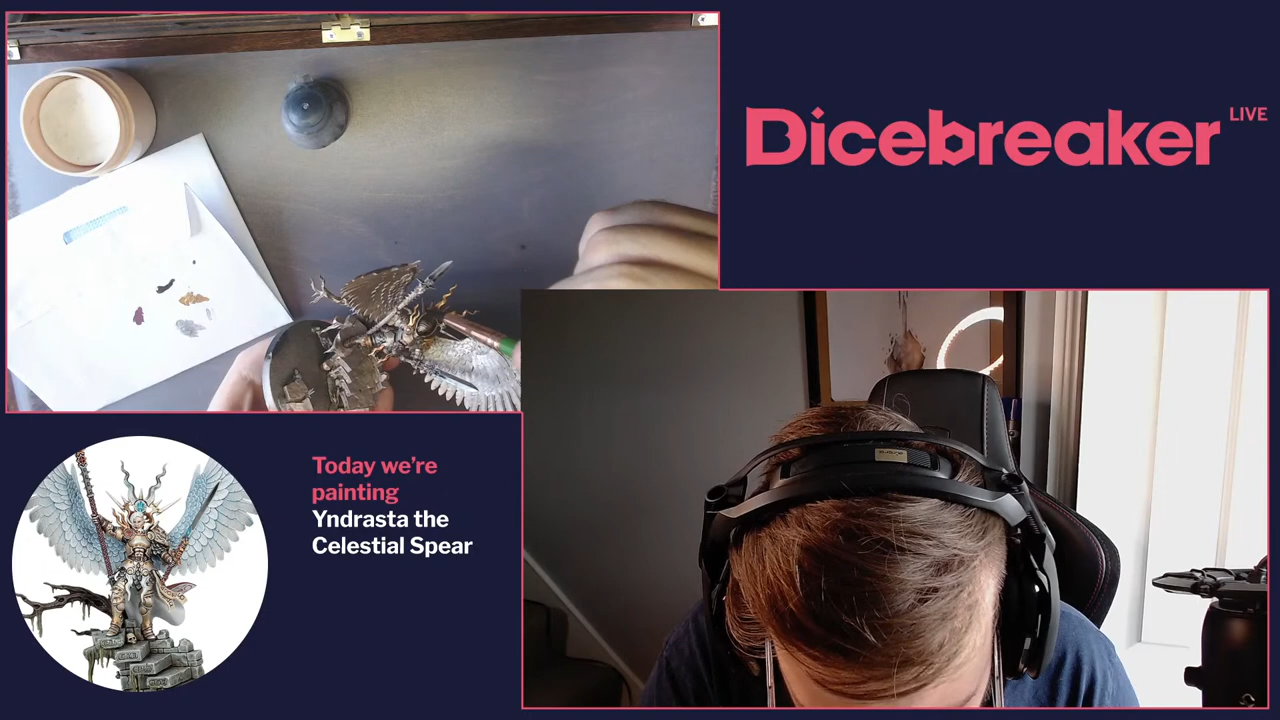 Dicebreaker LIVE
Today we're
painting
Yndrasta the
Celestial Spear